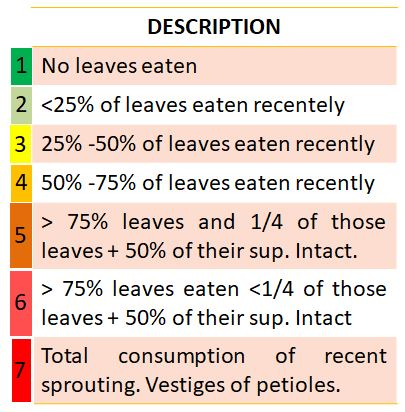 DESCRIPTION
1 No leaves eaten
2 <25% of leaves eaten recentely
3 25% -50% of leaves eaten recently
4 50% -75% of leaves eaten recently
5 > 75% leaves and 1/4 of those
leaves + 50% of their sup. Intact.
6 > 75% leaves eaten <1/4 of those
leaves + 50% of their sup. Intact
7 Total consumption of recent
sprouting. Vestiges of petioles.